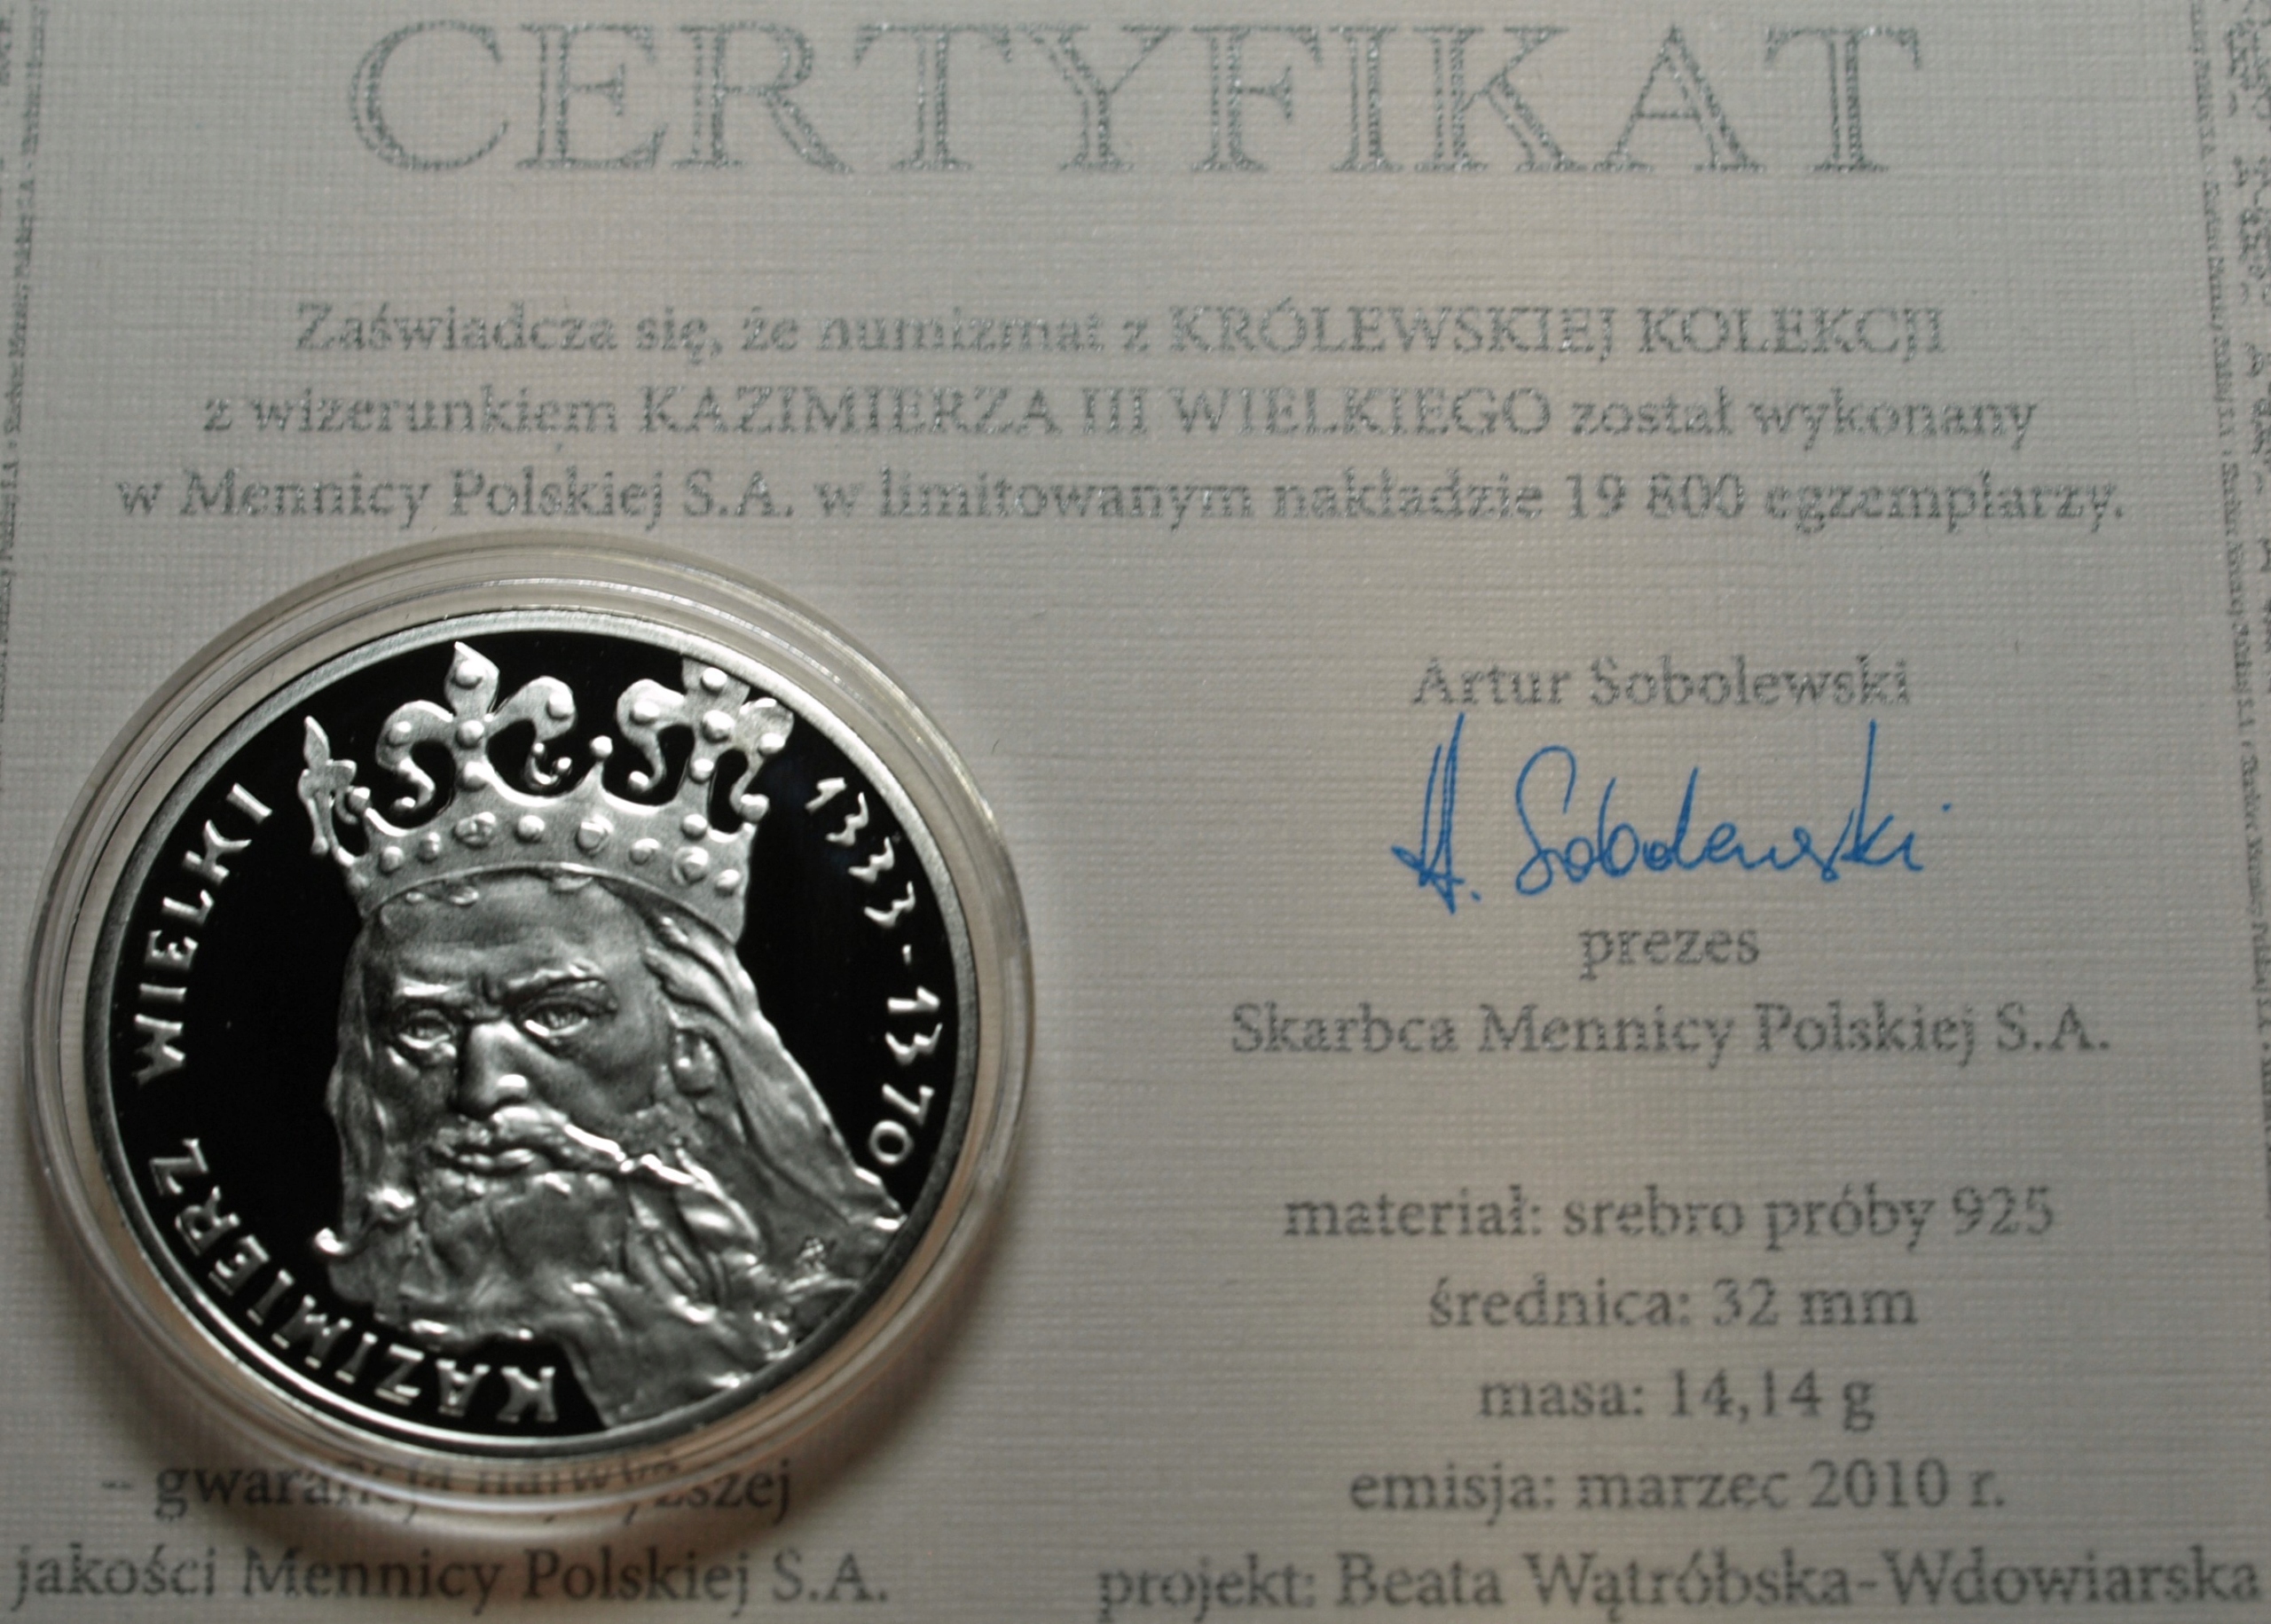 CERTYFIKAT
Zaświadcza się, że numizmat z KRÓLEWSKIEJ KOLEKCJI
z wizerunkiem KAZIMIERZA III WIELKIEGO został wykonany
w Mennicy Polskiej S.A. w limitowanym nakładzie 19 800 egzemplarzy.
KAZIMIERZ WIELKI
1333-1370
Artur Sobolewski
A. Sobolewski
prezes
Skarbca Mennicy Polskiej S.A.
materiał: srebro próby 925
średnica: 32 mm
masa: 14,14 g
emisja: marzec 2010 r.
projekt: Beata Wątróbska-Wdowiarska
– gwarancja najwyższej
jakości Mennicy Polskiej S.A.